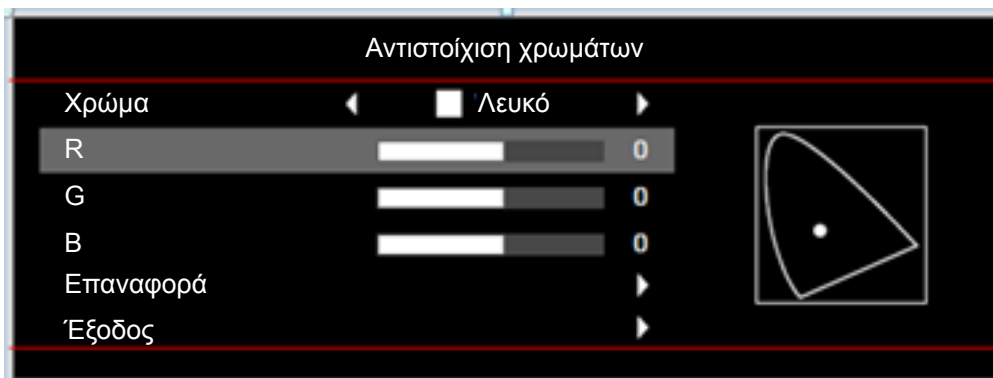 Αντιστοίχιση χρωμάτων
Χρώμα Λευκό
R 0
G 0
B 0
Επαναφορά
Έξοδος